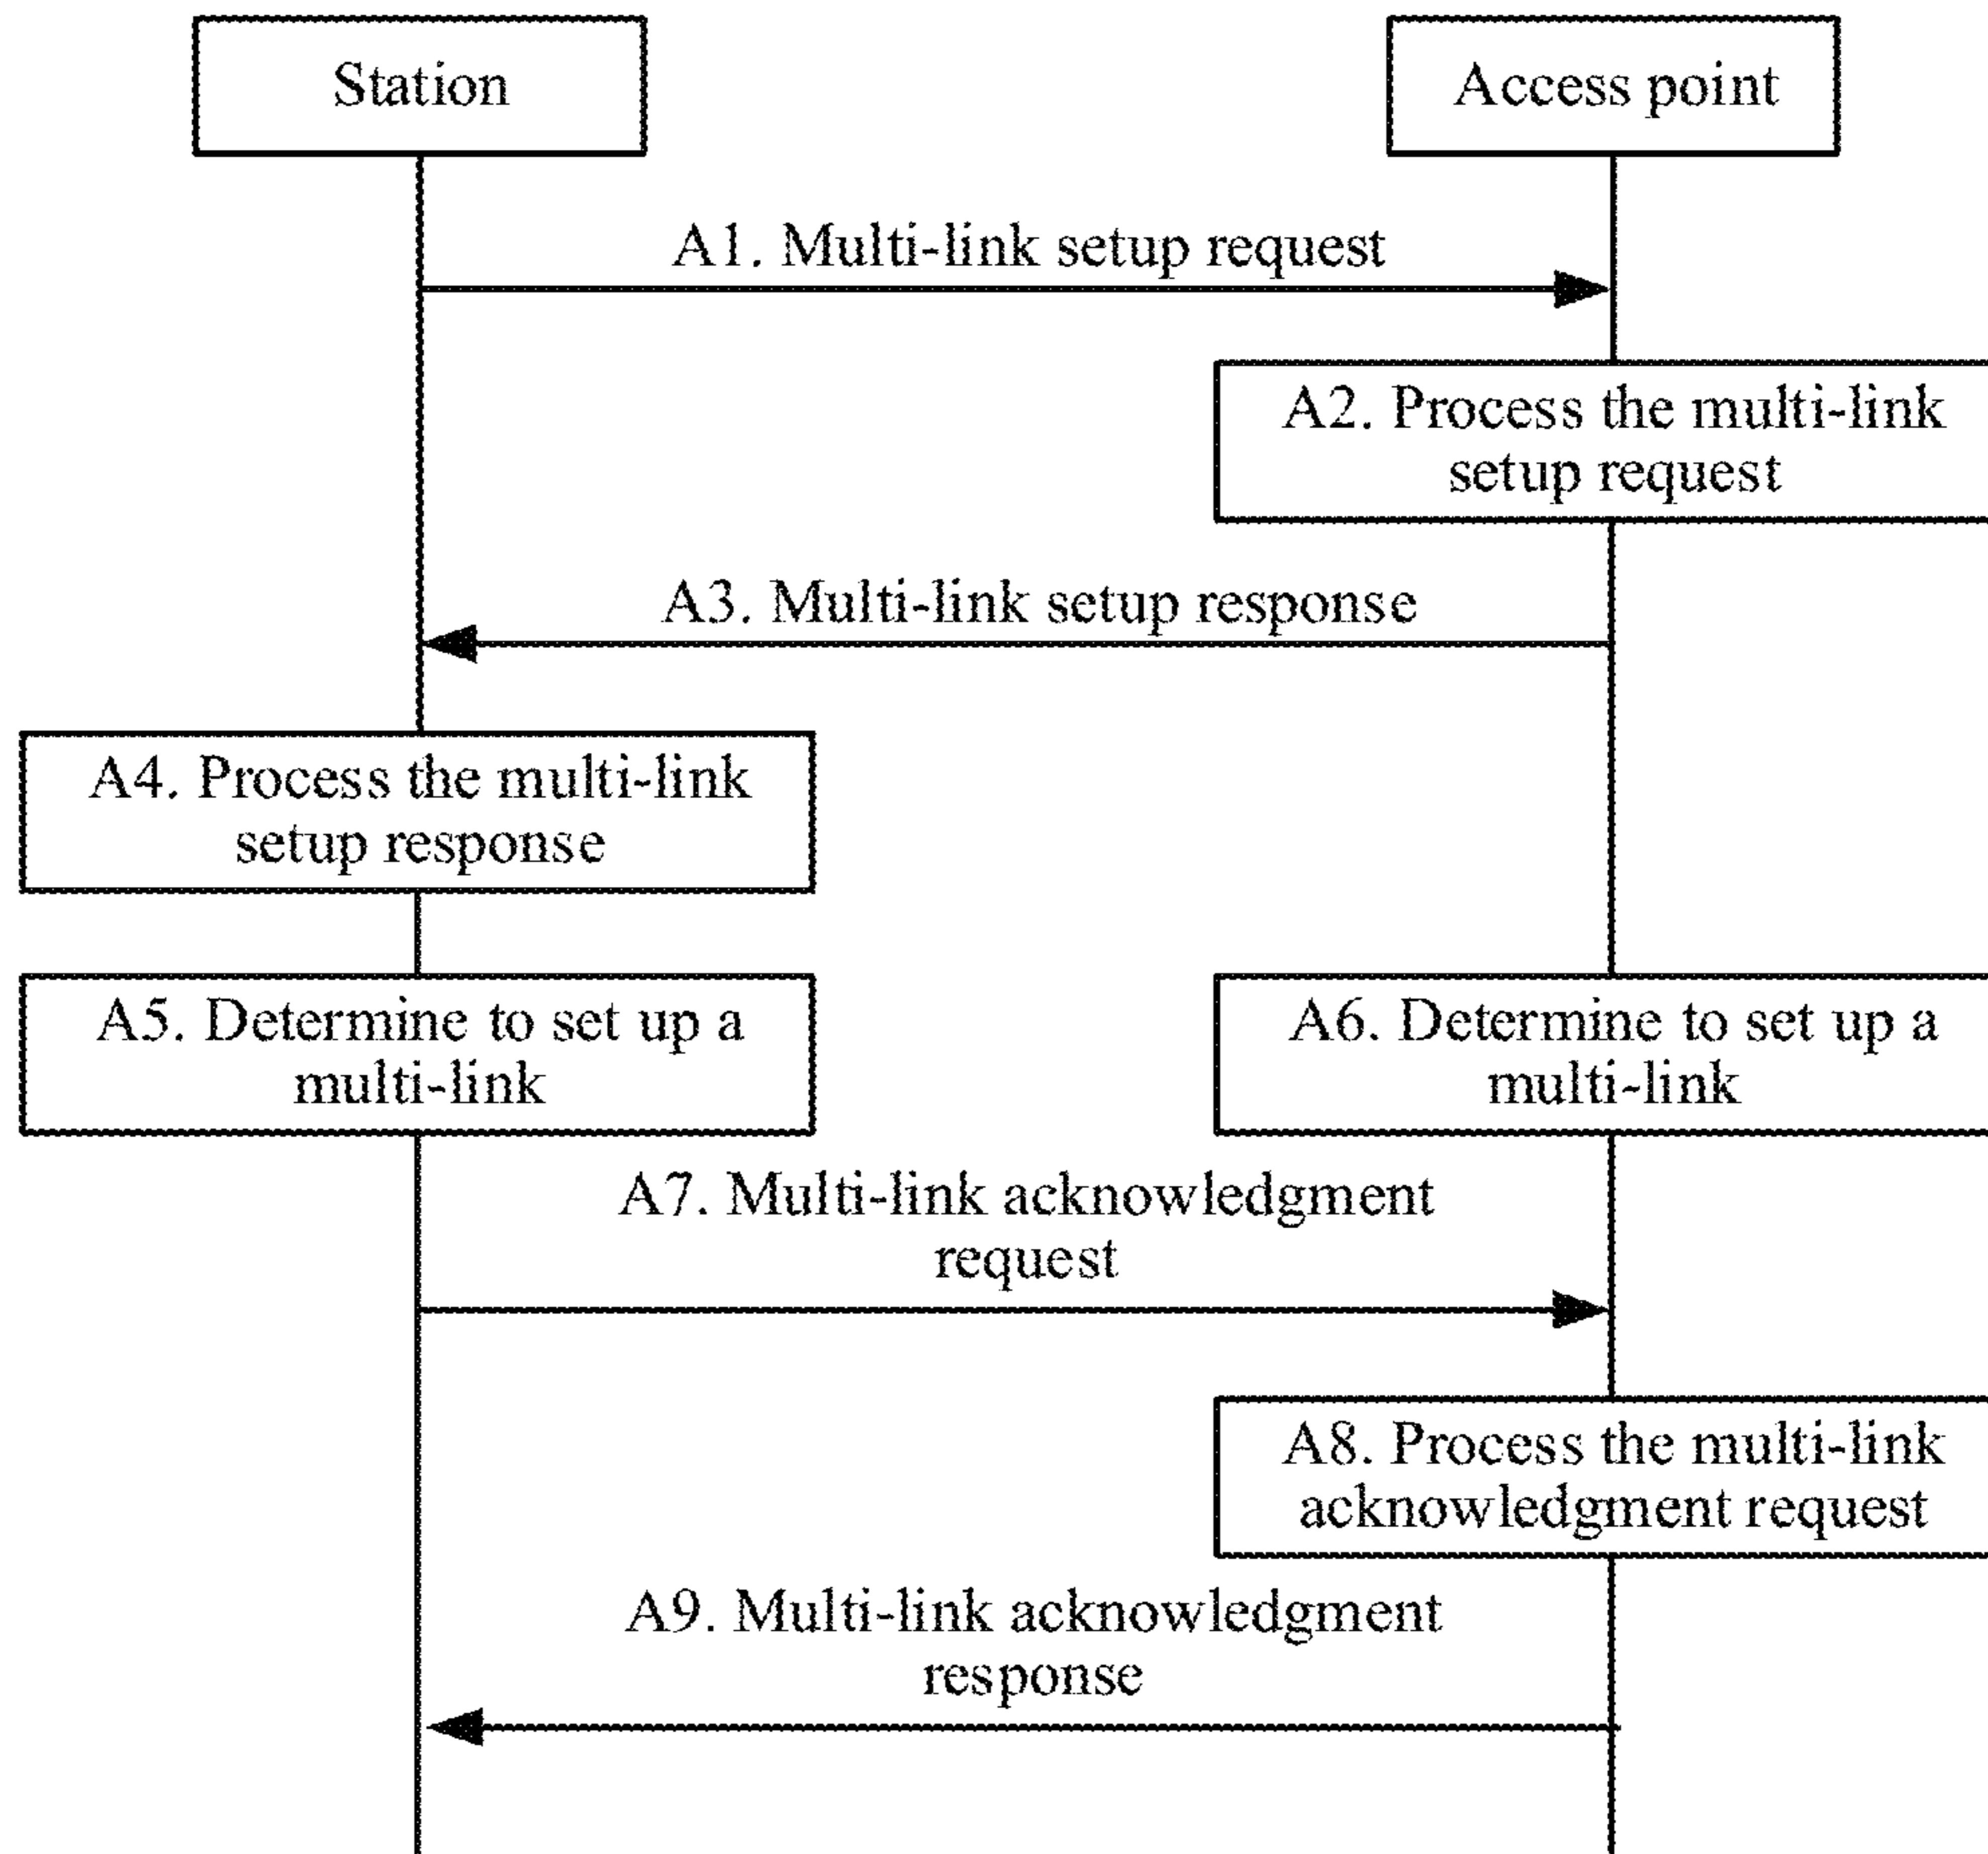 Station
Access point
A1. Multi-link setup request
A2. Process the multi-link
setup request
A3. Multi-link setup response
A4. Process the multi-link
setup response
A5. Determine to set up a
multi-link
A6. Determine to set up a
multi-link
A7. Multi-link acknowledgment
request
A8. Process the multi-link
acknowledgment request
A9. Multi-link acknowledgment
response